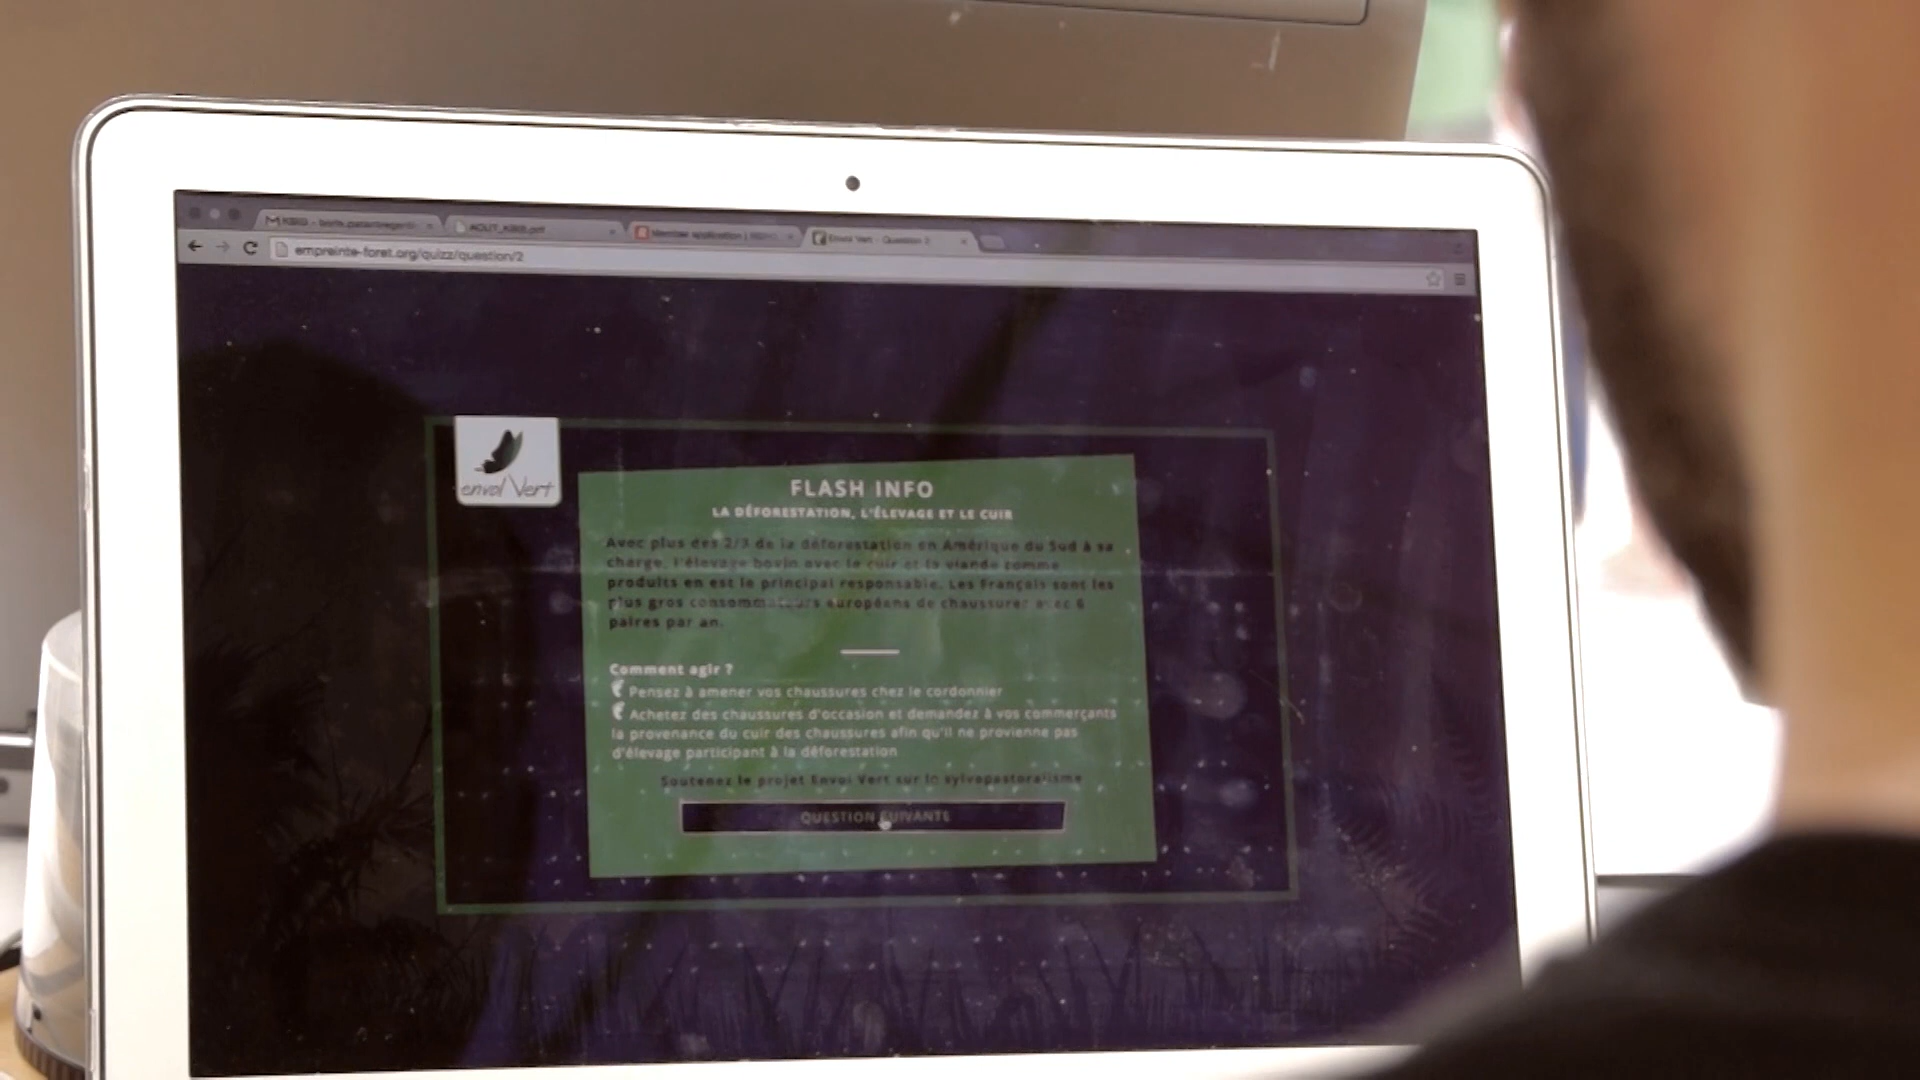 empreinte-foret.org/quizz/question/2
Envol Vert - Question 2
envol Vert
FLASH INFO
LA DÉFORESTATION, L'ÉLEVAGE ET LE CUIR
Avec plus des 2/3 de la déforestation en Amérique du Sud à sa
charge, l'élevage bovin avec le cuir et la viande comme
produits en est le principal responsable. Les Français sont les
plus gros consommateurs européens de chaussures avec 6
paires par an.
Comment agir ?
Pensez à amener vos chaussures chez le cordonnier
Achetez des chaussures d'occasion et demandez à vos commerçants
la provenance du cuir des chaussures afin qu'il ne provienne pas
d'élevage participant à la déforestation
Soutenez le projet Envol Vert sur le sylvopastoralisme
QUESTION SUIVANTE